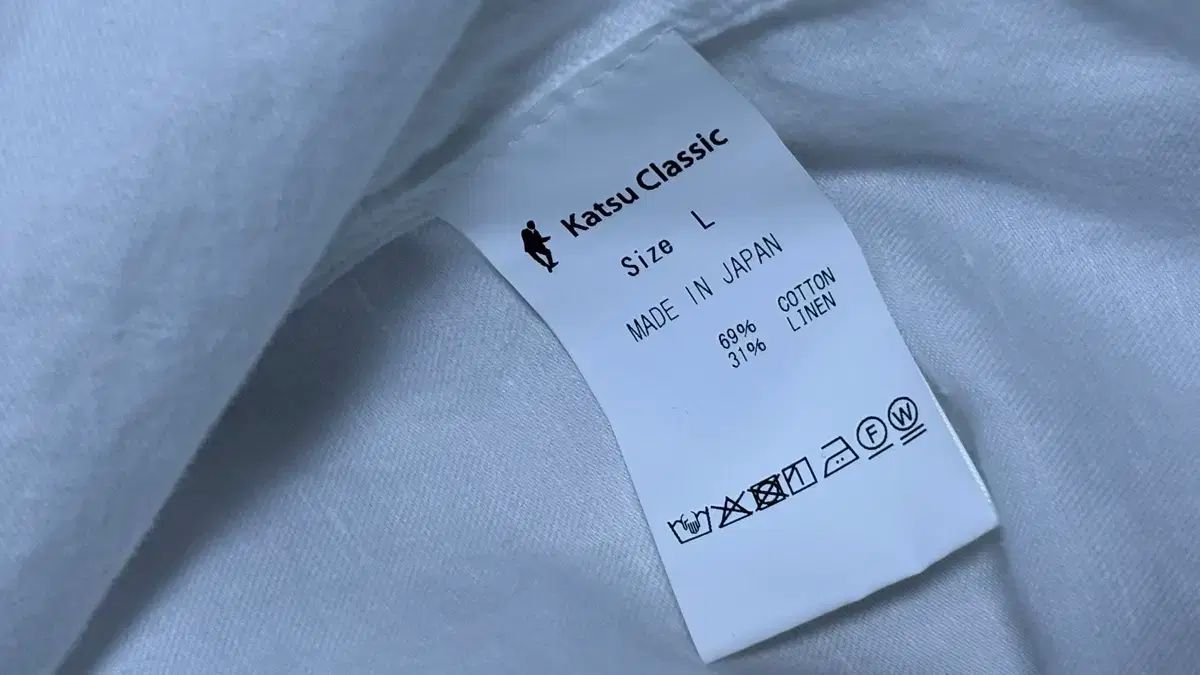 Katsu Classic
Size L
MADE IN JAPAN
69% COTTON
31% LINEN
F W